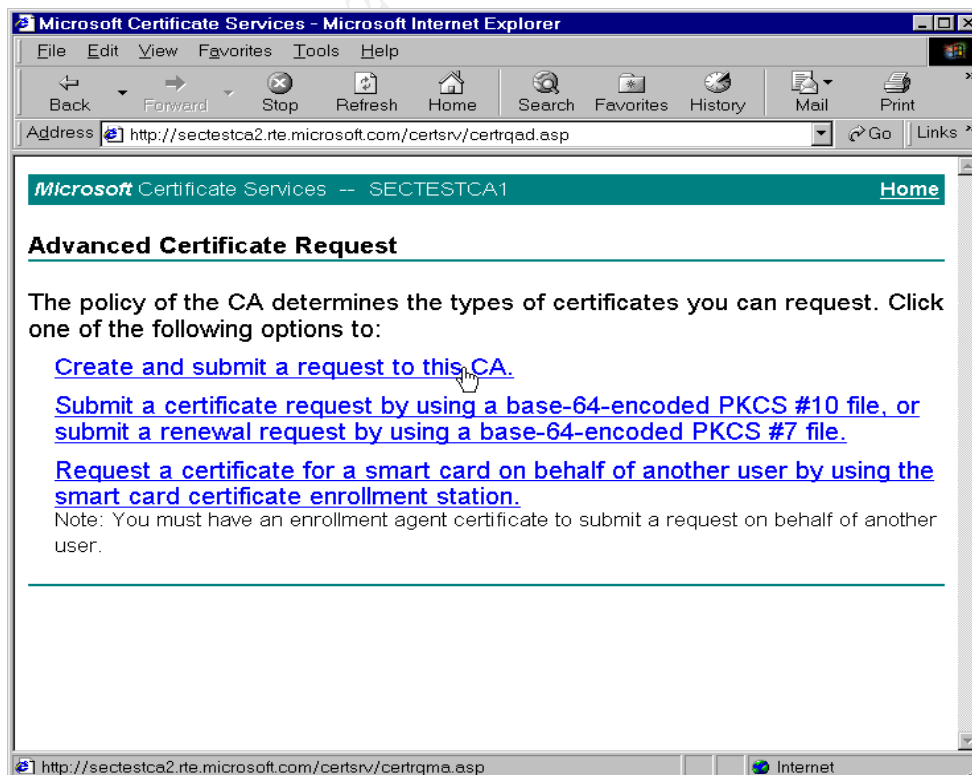 Microsoft Certificate Services - Microsoft Internet Explorer
File Edit View Favorites Tools Help
Back Forward Stop Refresh Home Search Favorites History Mail Print
Address http://sectestca2.rte.microsoft.com/certsrv/certrqad.asp Go Links
Microsoft Certificate Services -- SECTESTCA1 Home
Advanced Certificate Request
The policy of the CA determines the types of certificates you can request. Click
one of the following options to:
Create and submit a request to this CA.
Submit a certificate request by using a base-64-encoded PKCS #10 file, or
submit a renewal request by using a base-64-encoded PKCS #7 file.
Request a certificate for a smart card on behalf of another user by using the
smart card certificate enrollment station.
Note: You must have an enrollment agent certificate to submit a request on behalf of another
user.
http://sectestca2.rte.microsoft.com/certsrv/certrqma.asp Internet